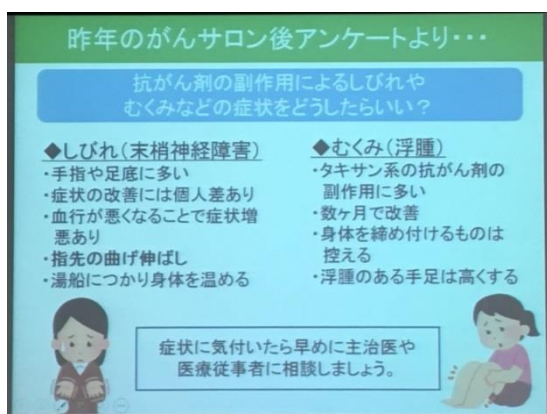 昨年のがんサロン後アンケートより・・・
抗がん剤の副作用によるしびれや
むくみなどの症状をどうしたらいい？
◆しびれ（末梢神経障害）
・手指や足底に多い
・症状の改善には個人差あり
・血行が悪くなることで症状増
悪あり
・指先の曲げ伸ばし
・湯船につかり身体を温める
◆むくみ（浮腫）
・タキサン系の抗がん剤の
副作用に多い
・数ヶ月で改善
・身体を締め付けるものは
控える
・浮腫のある手足は高くする
症状に気付いたら早めに主治医や
医療従事者に相談しましょう。